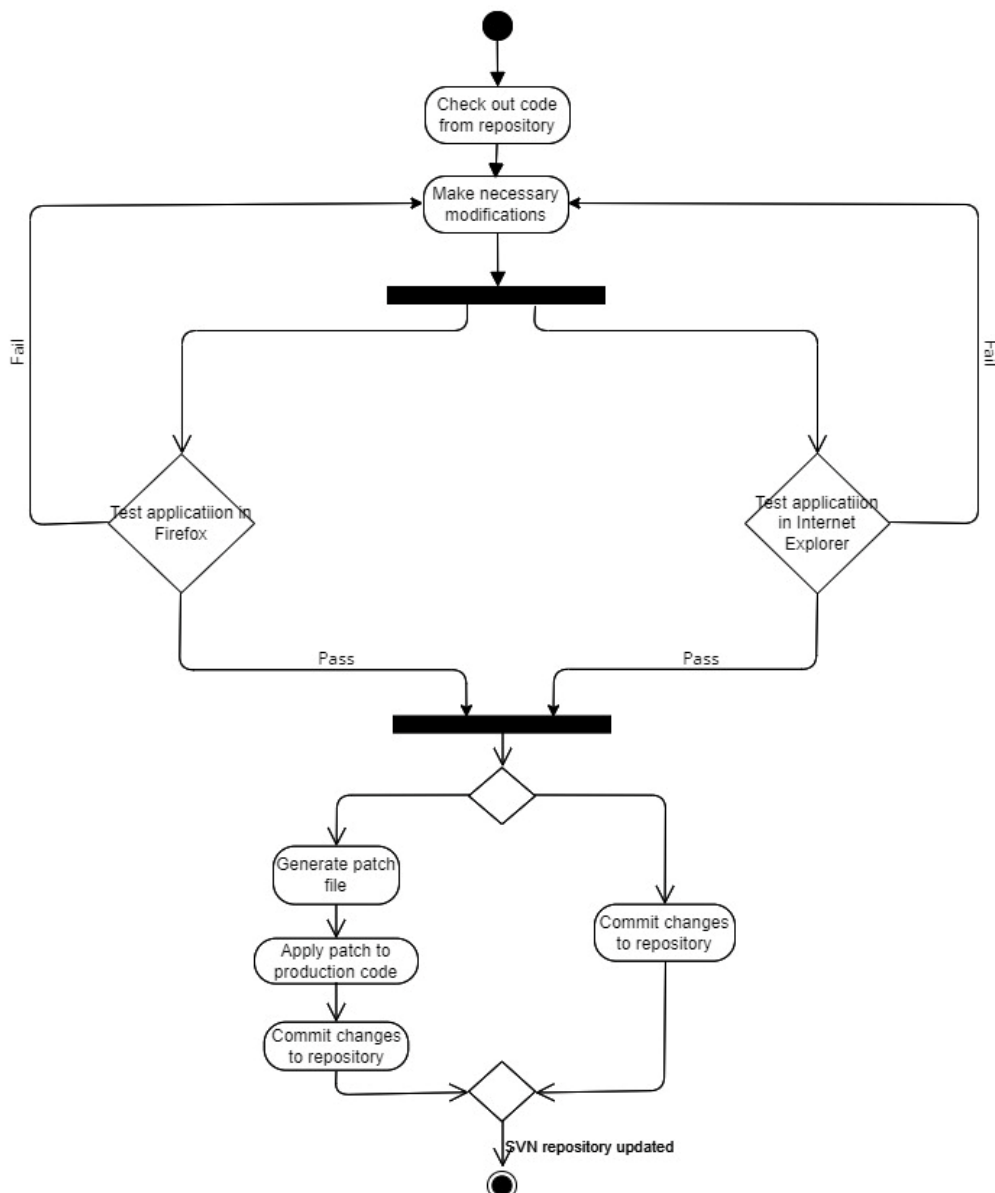 Check out code
from repository
Make necessary
modifications
Fail
Fail
Test applicatiion in
Firefox
Test applicatiion
in Internet
Explorer
Pass
Pass
Generate patch
file
Apply patch to
production code
Commit changes
to repository
Commit changes
to repository
SVN repository updated